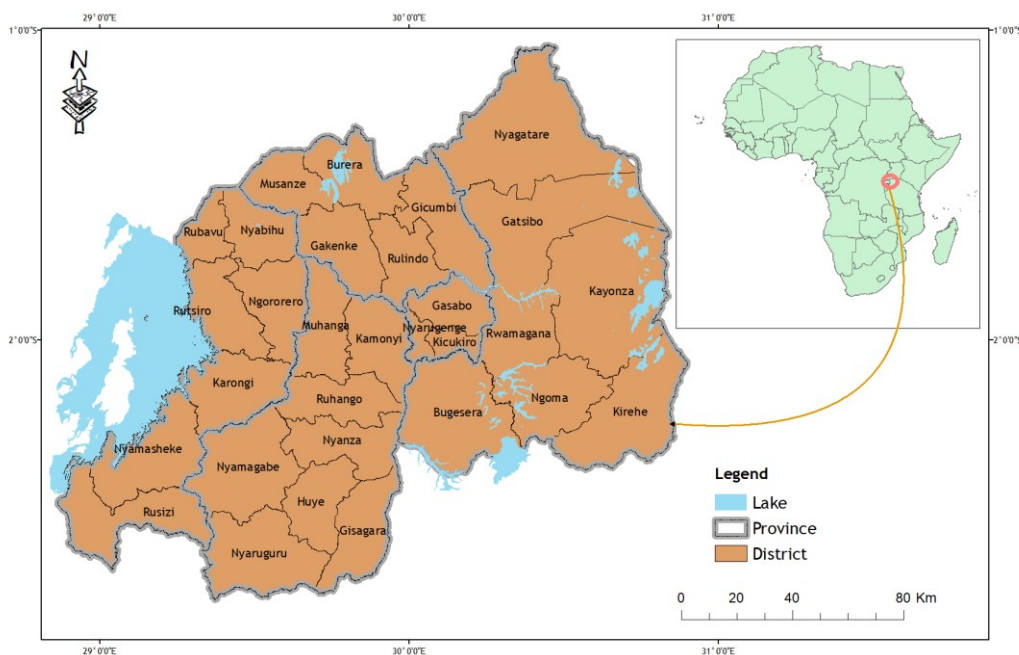 29°0'0"E
30°0'0"E
31°0'0"E
1°0'0"S
1°0'0"S
N
Nyagatare
Burera
Musanze
Gicumbi
Gatsibo
Rubavu
Nyabihu
Gakenke
Rulindo
Kayonza
Ngororero
Gasabo
Rutsiro
Muhanga
Nyarugenge
Rwamagana
Kamonyi
Kicukiro
2°0'0"S
2°0'0"S
Karongi
Ruhango
Ngoma
Bugesera
Kirehe
Nyanza
Nyamasheke
Nyamagabe
Huye
Rusizi
Gisagara
Nyaruguru
Legend
Lake
Province
District
0 20 40 80 Km
29°0'0"E
30°0'0"E
31°0'0"E